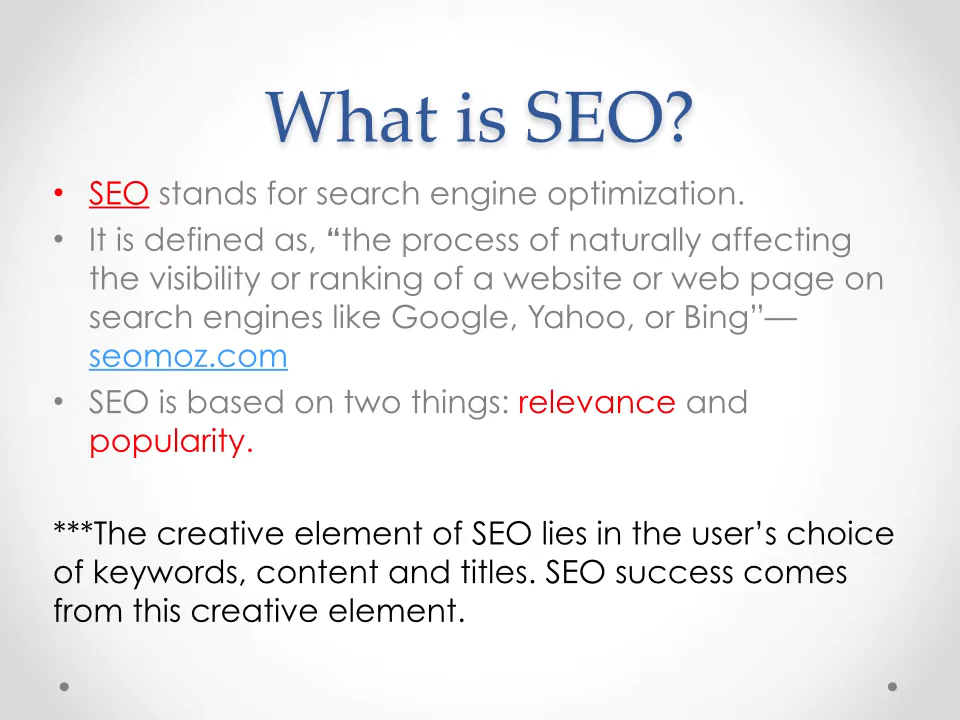 What is SEO?
• SEO stands for search engine optimization.
• It is defined as, “the process of naturally affecting
the visibility or ranking of a website or web page on
search engines like Google, Yahoo, or Bing”—
seomoz.com
• SEO is based on two things: relevance and
popularity.
***The creative element of SEO lies in the user’s choice
of keywords, content and titles. SEO success comes
from this creative element.